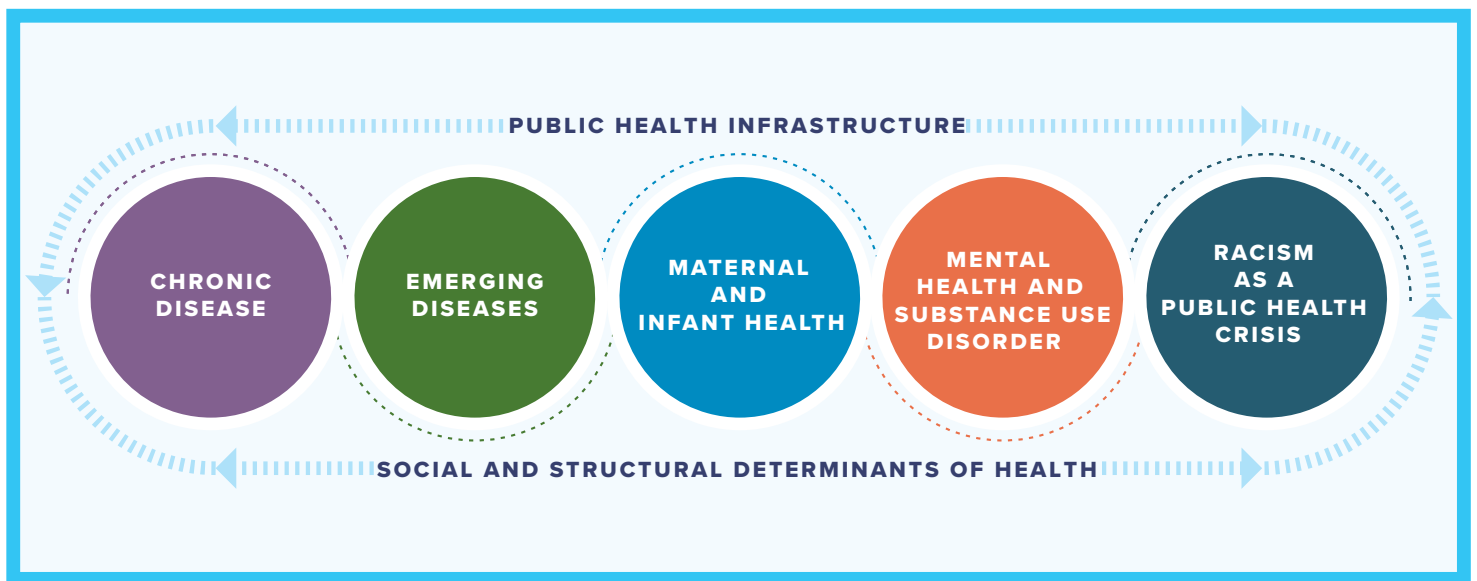 PUBLIC HEALTH INFRASTRUCTURE
CHRONIC
DISEASE
EMERGING
DISEASES
MATERNAL
AND
INFANT HEALTH
MENTAL
HEALTH AND
SUBSTANCE USE
DISORDER
RACISM
AS A
PUBLIC HEALTH
CRISIS
SOCIAL AND STRUCTURAL DETERMINANTS OF HEALTH